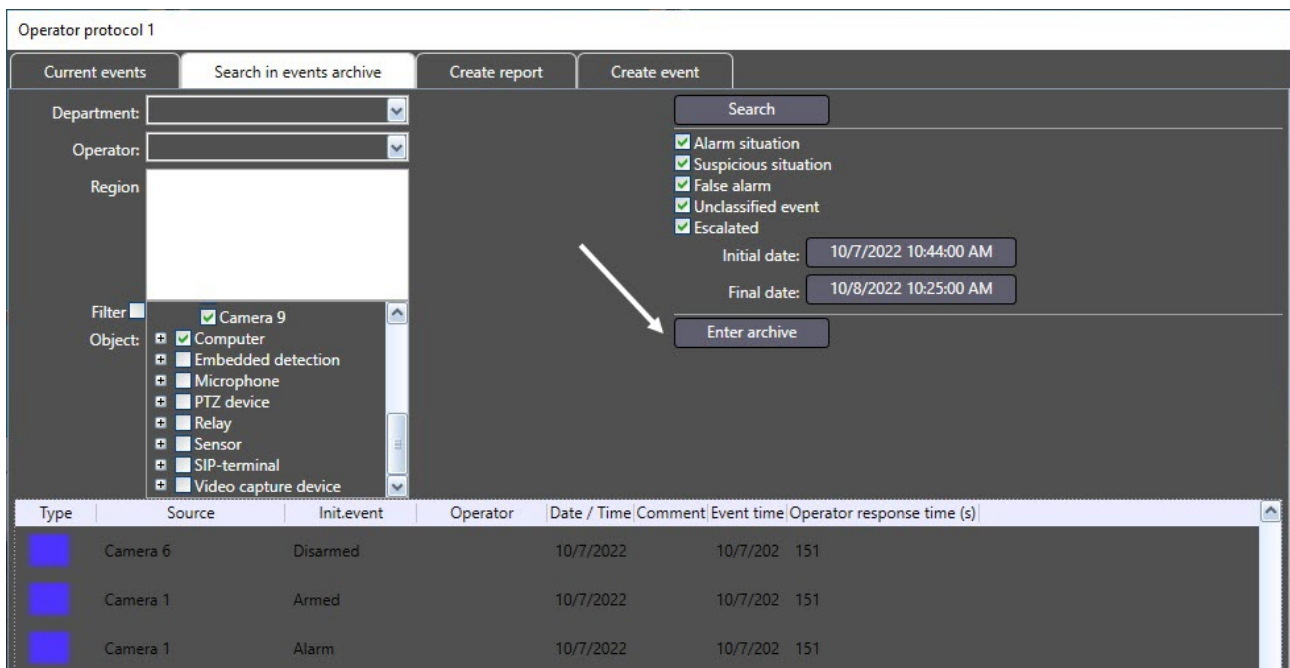 Operator protocol 1
Current events
Search in events archive
Create report
Create event
Department:
Operator:
Region
Filter
Object:
Camera 9
Computer
Embedded detection
Microphone
PTZ device
Relay
Sensor
SIP-terminal
Video capture device
Search
Alarm situation
Suspicious situation
False alarm
Unclassified event
Escalated
Initial date: 10/7/2022 10:44:00 AM
Final date: 10/8/2022 10:25:00 AM
Enter archive
Type Source Init.event Operator Date / Time Comment Event time Operator response time (s)
Camera 6 Disarmed 10/7/2022 10/7/202 151
Camera 1 Armed 10/7/2022 10/7/202 151
Camera 1 Alarm 10/7/2022 10/7/202 151